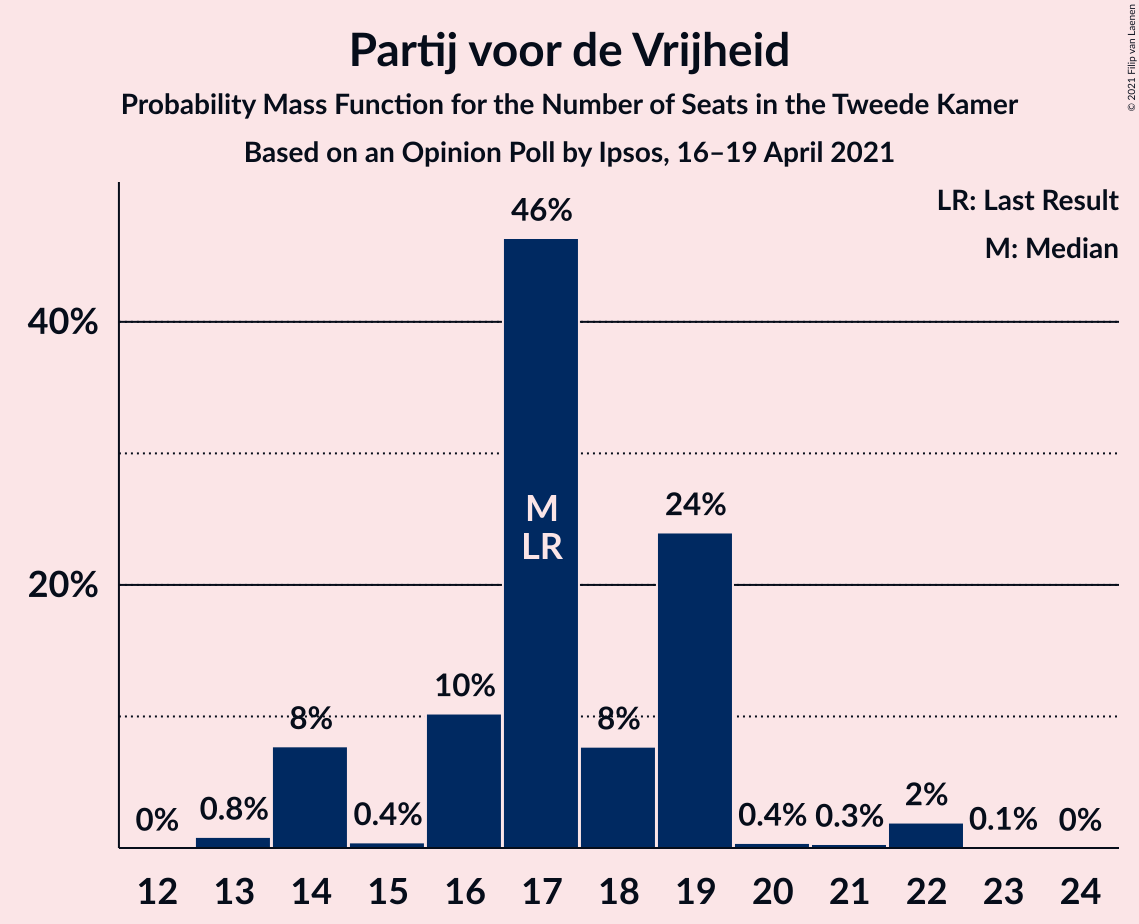 Partij voor de Vrijheid
Probability Mass Function for the Number of Seats in the Tweede Kamer
Based on an Opinion Poll by Ipsos, 16–19 April 2021
© 2021 Filip van Laenen
LR: Last Result
M: Median
40%
20%
0%
0.8%
8%
0.4%
10%
46%
M
LR
8%
24%
0.4%
0.3%
2%
0.1%
0%
12 13 14 15 16 17 18 19 20 21 22 23 24